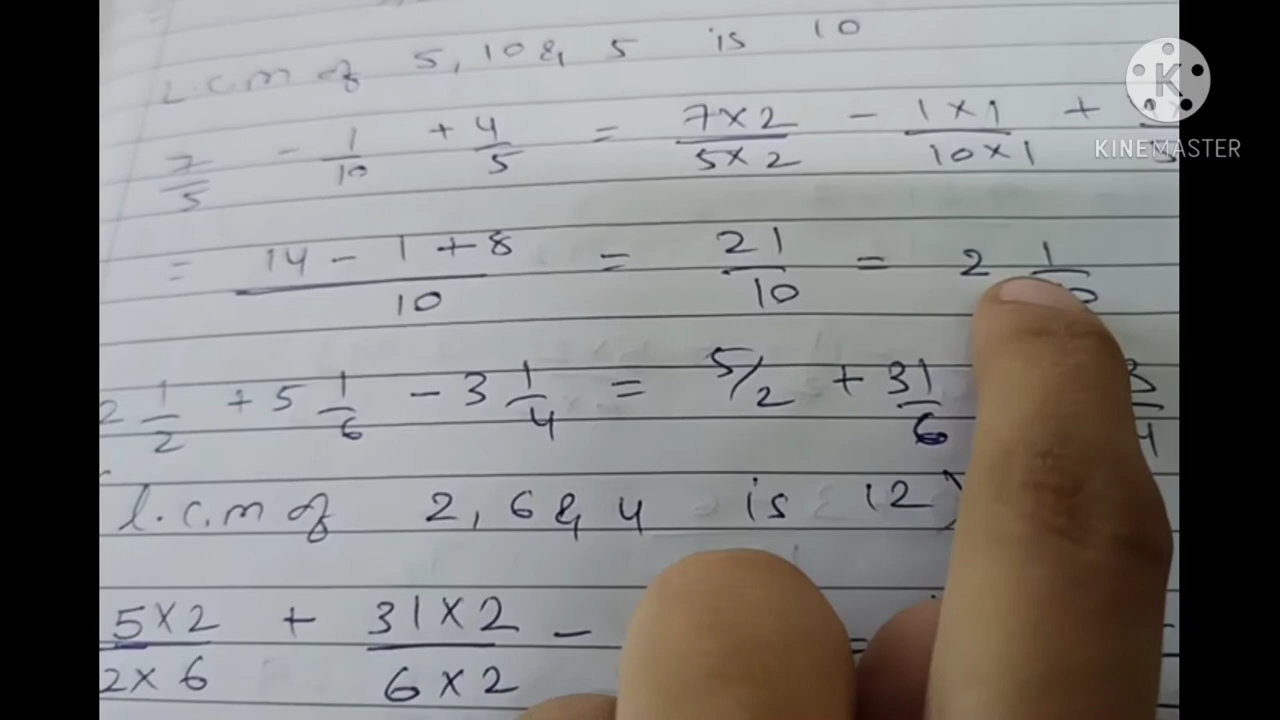 L.C.M of 5, 10 & 5 is 10
7/5 - 1/10 + 4/5 = 7×2/5×2 - 1×1/10×1 +
= 14 - 1 + 8/10 = 21/10 = 2 1/10
2 1/2 + 5 1/6 - 3 1/4 = 5/2 + 31/6
l.c.m of 2, 6 & 4 is 12)
5×2/2×6 + 31×2/6×2 -
K
KINEMASTER